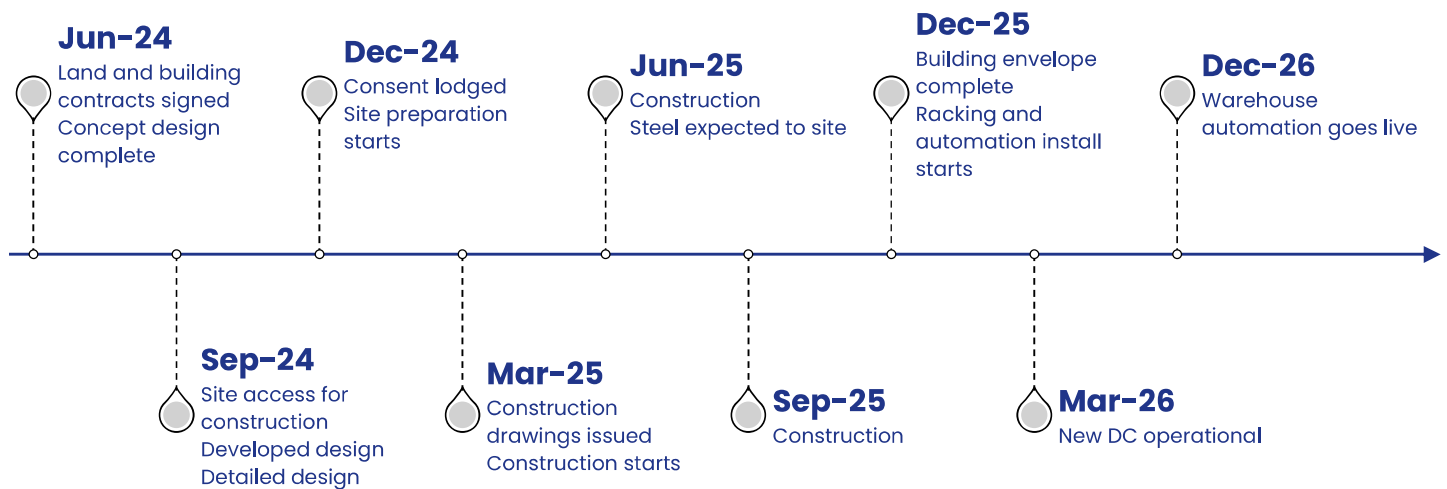 Jun-24
Land and building
contracts signed
Concept design
complete
Sep-24
Site access for
construction
Developed design
Detailed design
Dec-24
Consent lodged
Site preparation
starts
Mar-25
Construction
drawings issued
Construction starts
Jun-25
Construction
Steel expected to site
Sep-25
Construction
Dec-25
Building envelope
complete
Racking and
automation install
starts
Mar-26
New DC operational
Dec-26
Warehouse
automation goes live